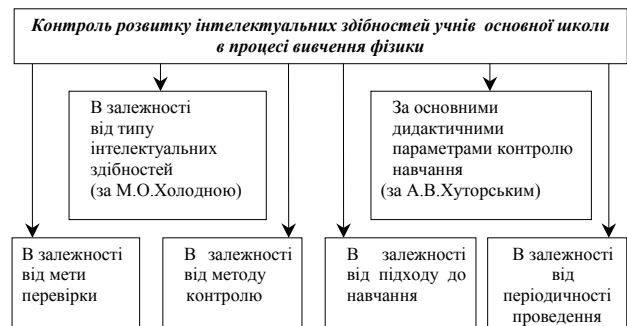 Контроль розвитку інтелектуальних здібностей учнів основної школи
в процесі вивчення фізики
В залежності
від типу
інтелектуальних
здібностей
(за М.О.Холодною)
За основними
дидактичними
параметрами контролю
навчання
(за А.В.Хуторським)
В залежності
від мети
перевірки
В залежності
від методу
контролю
В залежності
від підходу до
навчання
В залежності
від
періодичності
проведення